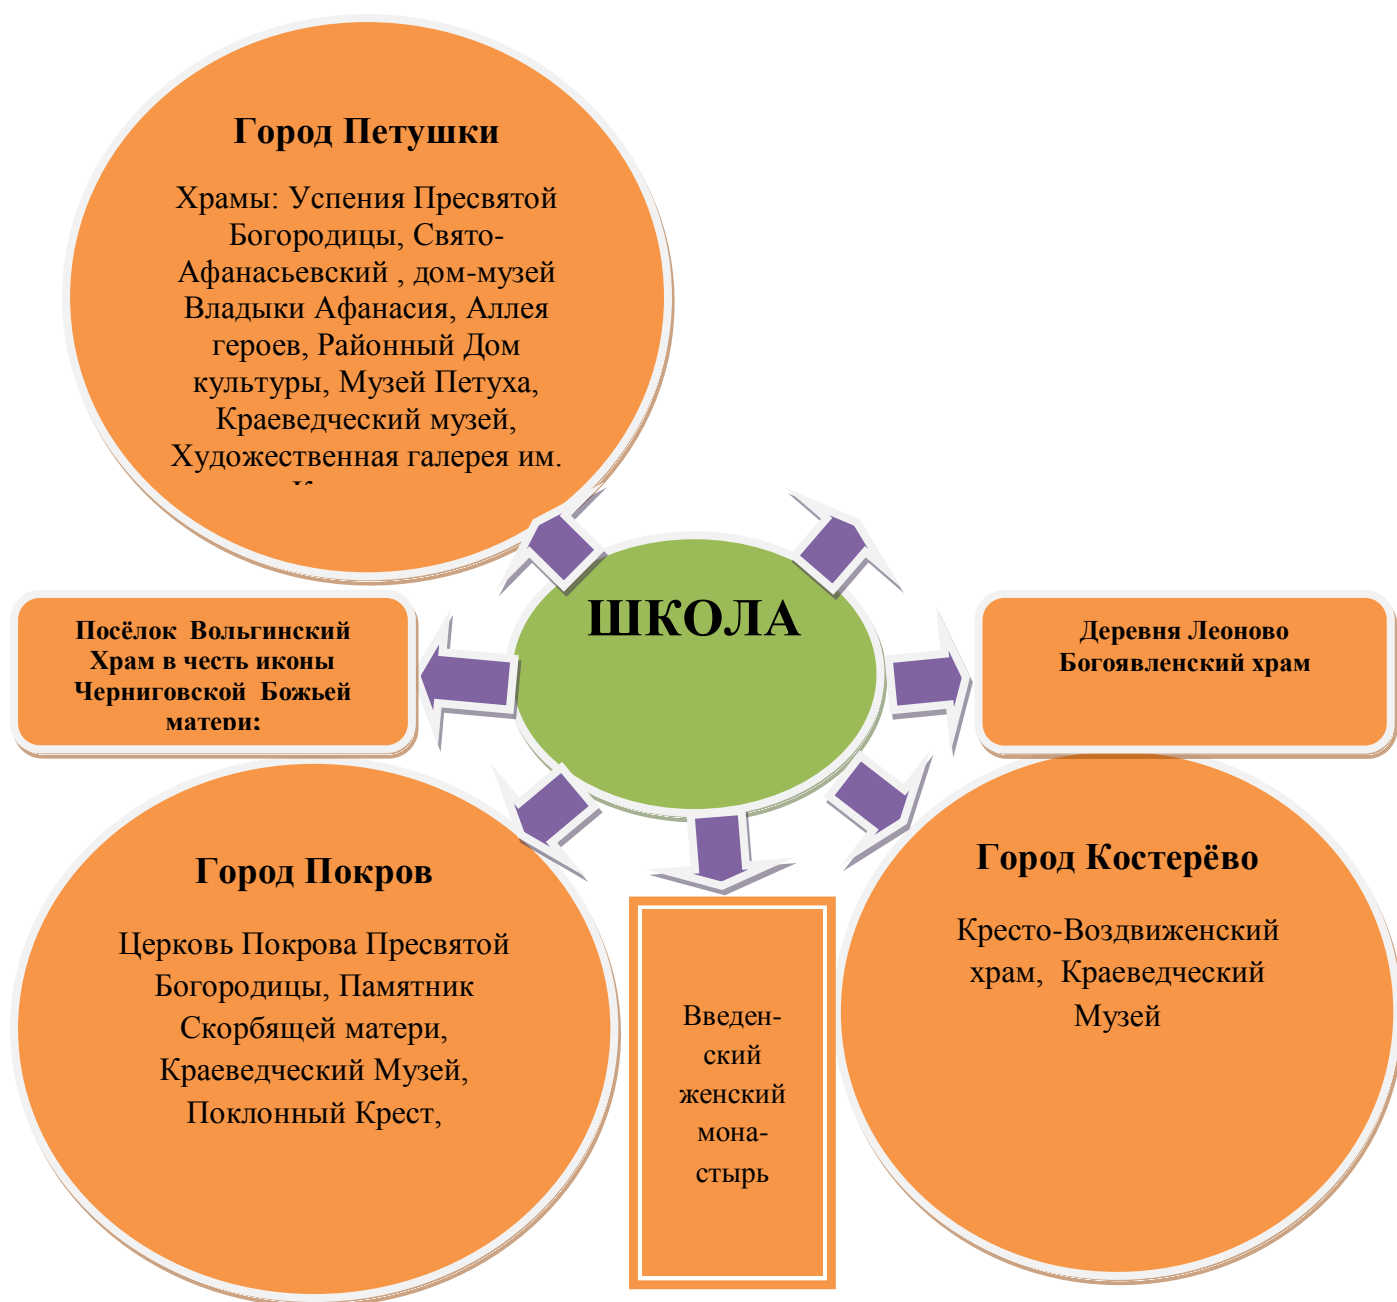 Город Петушки
Храмы: Успения Пресвятой
Богородицы, Свято-
Афанасьевский , дом-музей
Владыки Афанасия, Аллея
героев, Районный Дом
культуры, Музей Петуха,
Краеведческий музей,
Художественная галерея им.
ШКОЛА
Посёлок Вольгинский
Храм в честь иконы
Черниговской Божьей
матери;
Деревня Леоново
Богоявленский храм
Город Покров
Церковь Покрова Пресвятой
Богородицы, Памятник
Скорбящей матери,
Краеведческий Музей,
Поклонный Крест,
Введен-
ский
женский
мона-
стырь
Город Костерёво
Кресто-Воздвиженский
храм, Краеведческий
Музей